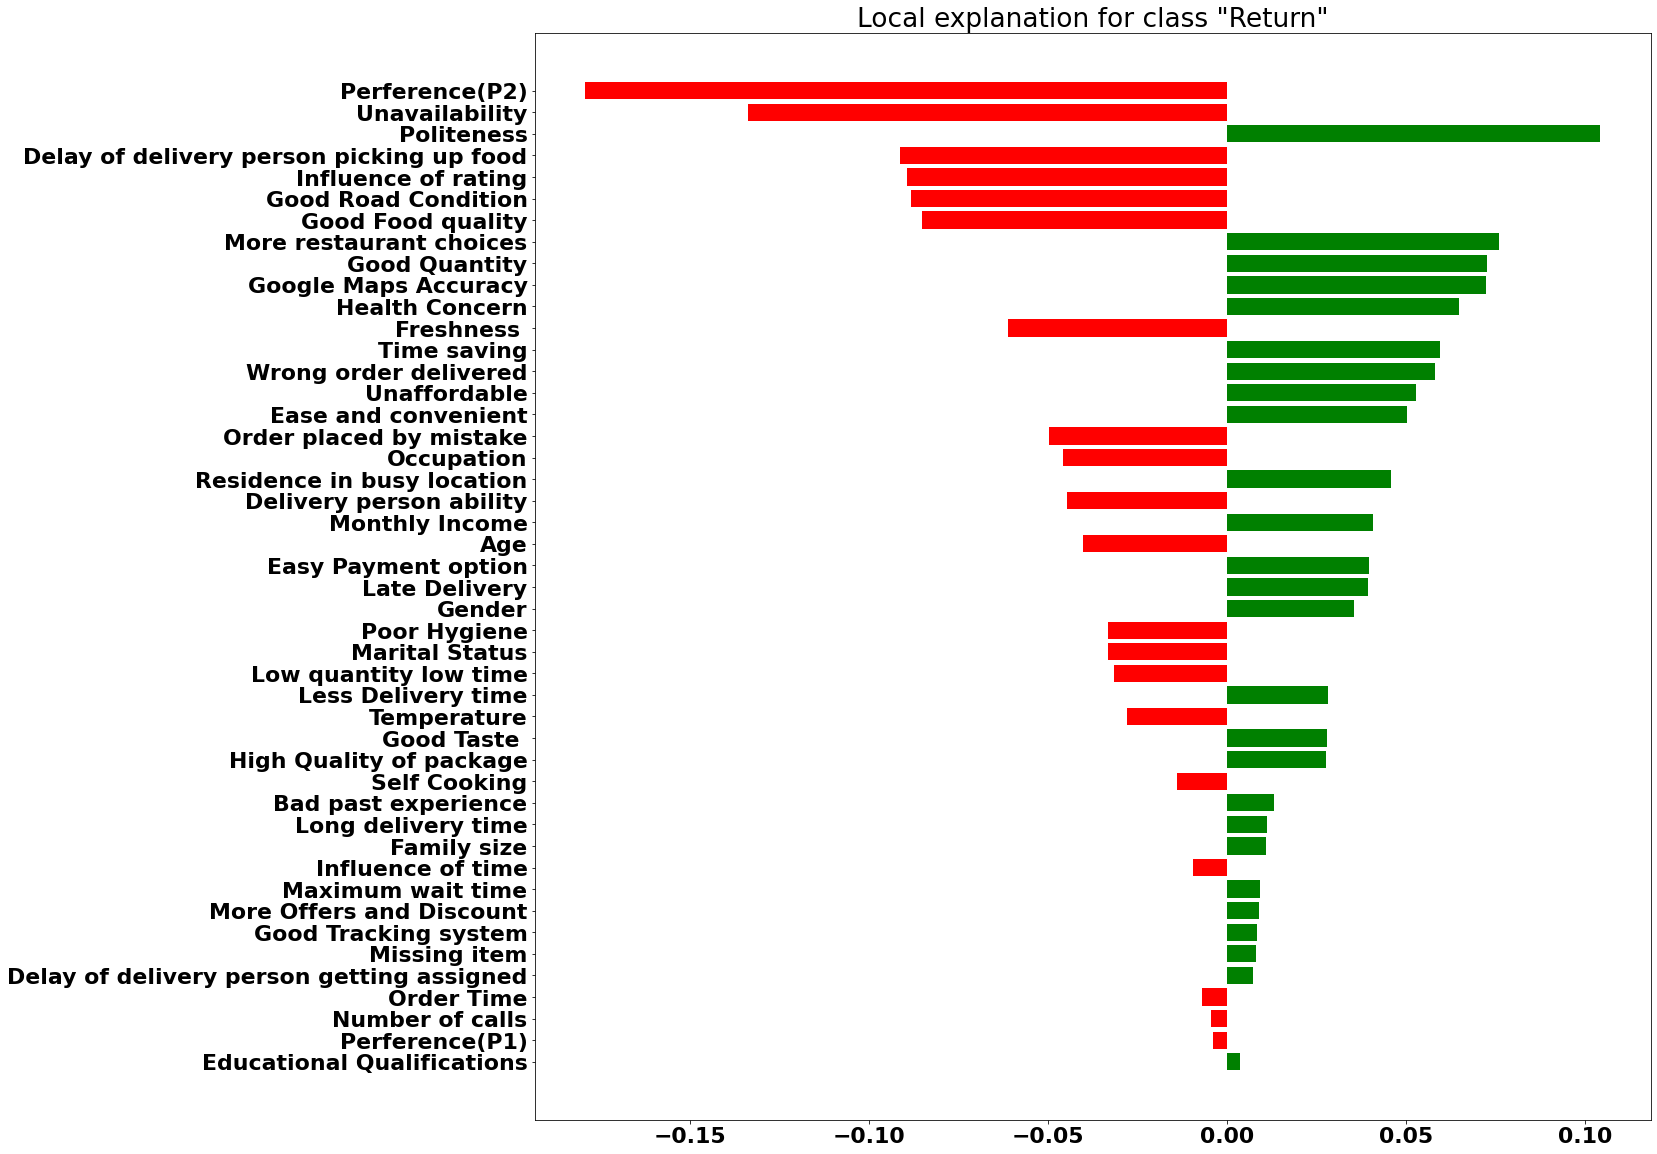 Local explanation for class "Return"
Perference(P2)
Unavailability
Politeness
Delay of delivery person picking up food
Influence of rating
Good Road Condition
Good Food quality
More restaurant choices
Good Quantity
Google Maps Accuracy
Health Concern
Freshness
Time saving
Wrong order delivered
Unaffordable
Ease and convenient
Order placed by mistake
Occupation
Residence in busy location
Delivery person ability
Monthly Income
Age
Easy Payment option
Late Delivery
Gender
Poor Hygiene
Marital Status
Low quantity low time
Less Delivery time
Temperature
Good Taste
High Quality of package
Self Cooking
Bad past experience
Long delivery time
Family size
Influence of time
Maximum wait time
More Offers and Discount
Good Tracking system
Missing item
Delay of delivery person getting assigned
Order Time
Number of calls
Perference(P1)
Educational Qualifications
−0.15 −0.10 −0.05 0.00 0.05 0.10